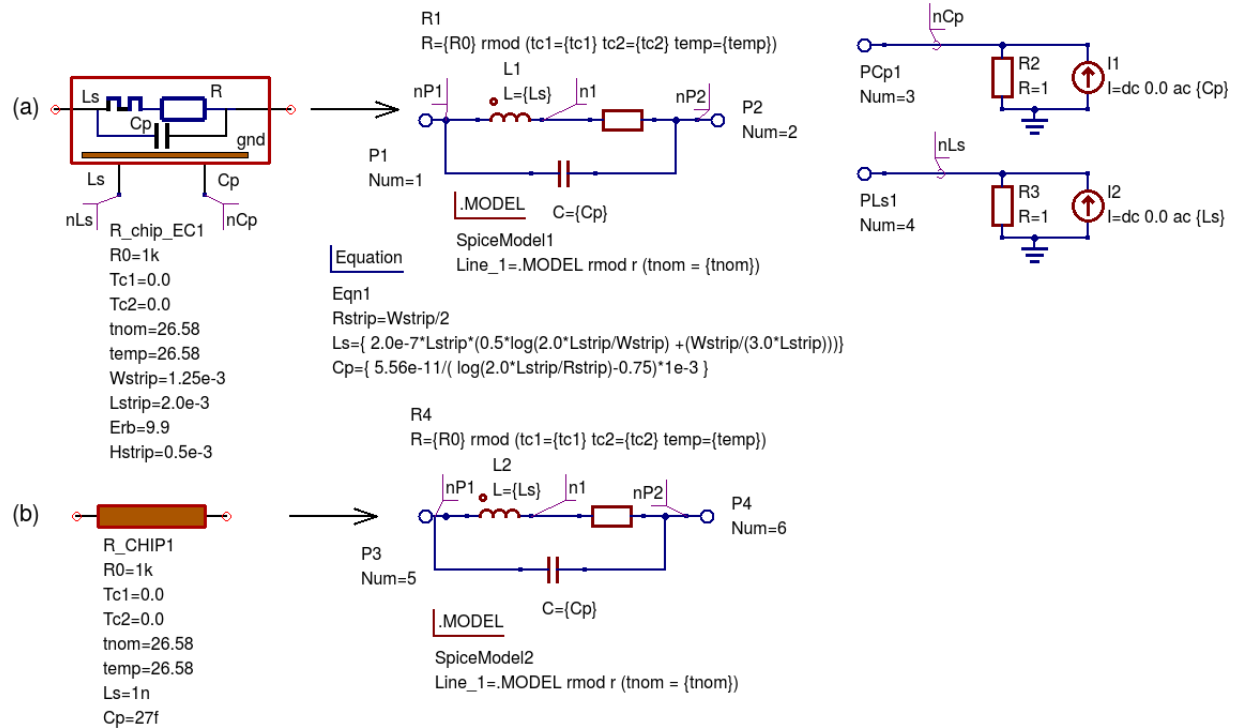 (a)
Ls
R
Cp
gnd
Ls
Cp
nLs
nCp
R_chip_EC1
R0=1k
Tc1=0.0
Tc2=0.0
tnom=26.58
temp=26.58
Wstrip=1.25e-3
Lstrip=2.0e-3
Erb=9.9
Hstrip=0.5e-3
R1
R={R0} rmod (tc1={tc1} tc2={tc2} temp={temp})
L1
L={Ls}
nP1
n1
nP2
P2
Num=2
P1
Num=1
C={Cp}
.MODEL
SpiceModel1
Line_1=.MODEL rmod r (tnom = {tnom})
Equation
Eqn1
Rstrip=Wstrip/2
Ls={ 2.0e-7*Lstrip*(0.5*log(2.0*Lstrip/Wstrip) +(Wstrip/(3.0*Lstrip)))}
Cp={ 5.56e-11/( log(2.0*Lstrip/Rstrip)-0.75)*1e-3 }
nCp
PCp1
Num=3
R2
R=1
I1
I=dc 0.0 ac {Cp}
nLs
PLs1
Num=4
R3
R=1
I2
I=dc 0.0 ac {Ls}
(b)
R_CHIP1
R0=1k
Tc1=0.0
Tc2=0.0
tnom=26.58
temp=26.58
Ls=1n
Cp=27f
R4
R={R0} rmod (tc1={tc1} tc2={tc2} temp={temp})
L2
L={Ls}
nP1
n1
nP2
P4
Num=6
P3
Num=5
C={Cp}
.MODEL
SpiceModel2
Line_1=.MODEL rmod r (tnom = {tnom})